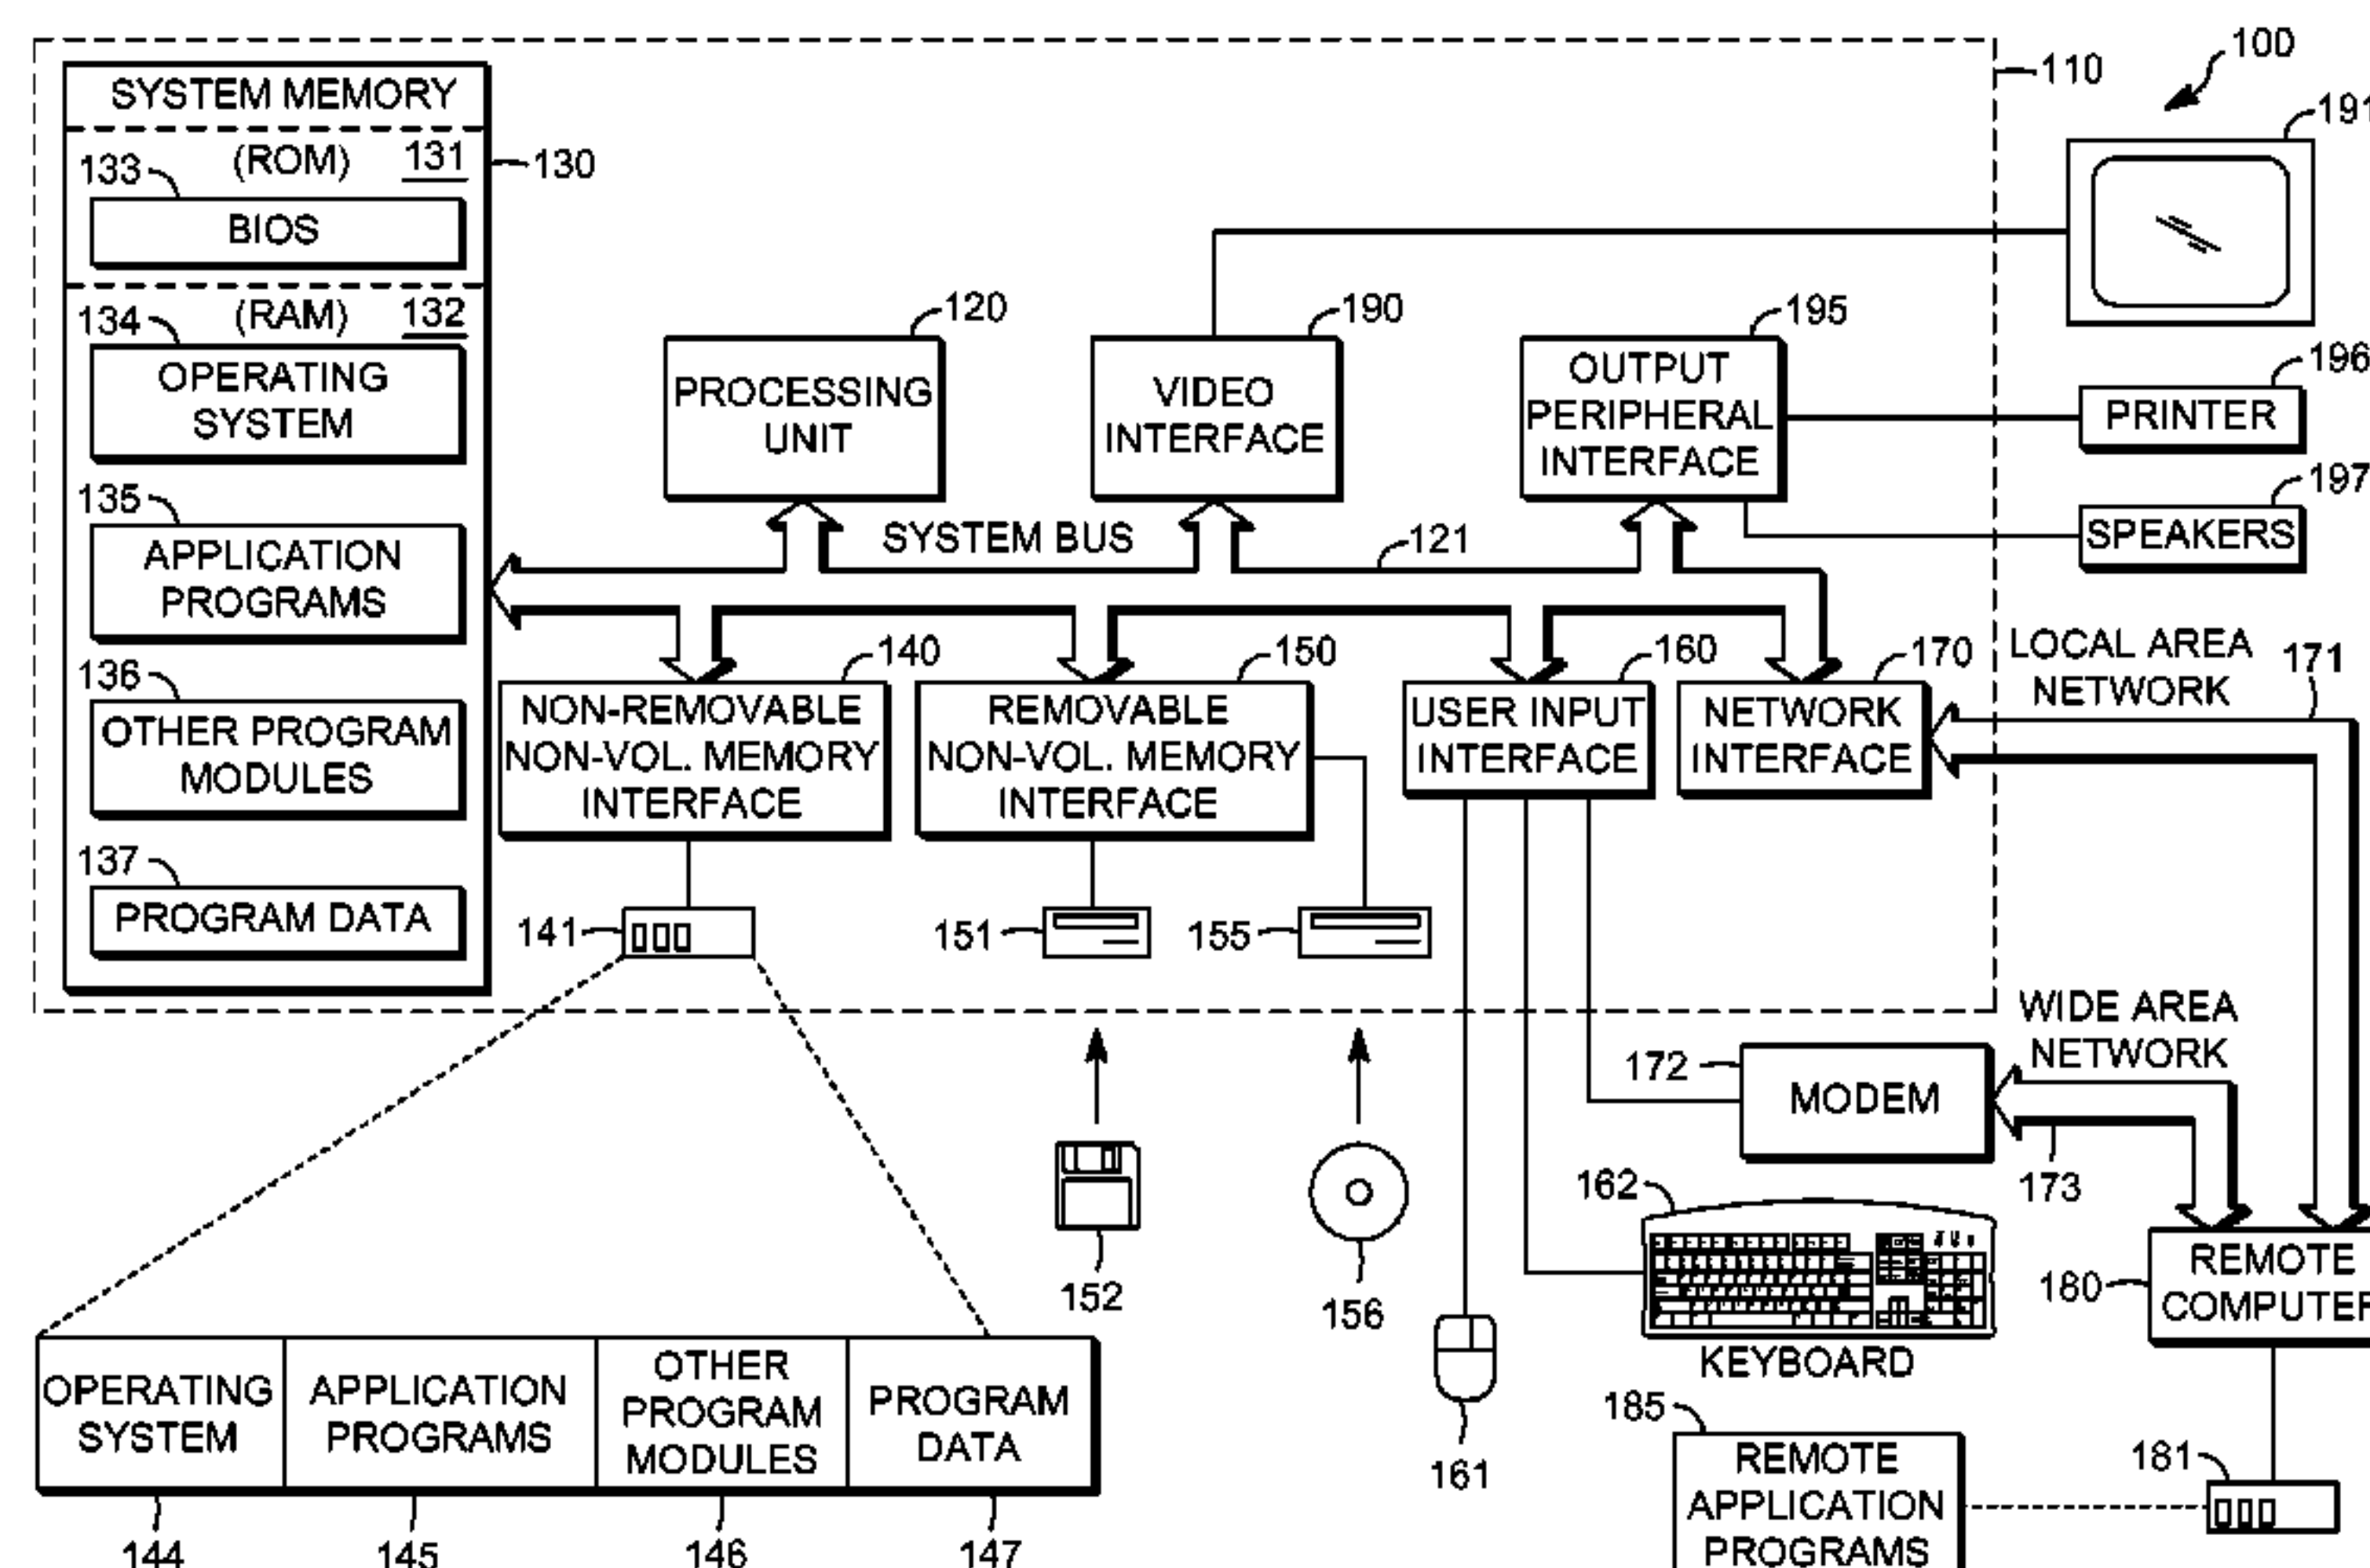 100
110
191
SYSTEM MEMORY
(ROM) 131
130
133
BIOS
(RAM) 132
134
OPERATING
SYSTEM
135
APPLICATION
PROGRAMS
136
OTHER PROGRAM
MODULES
137
PROGRAM DATA
120
PROCESSING
UNIT
190
VIDEO
INTERFACE
195
OUTPUT
PERIPHERAL
INTERFACE
196
PRINTER
197
SPEAKERS
SYSTEM BUS
121
140
NON-REMOVABLE
NON-VOL. MEMORY
INTERFACE
150
REMOVABLE
NON-VOL. MEMORY
INTERFACE
160
USER INPUT
INTERFACE
170
NETWORK
INTERFACE
LOCAL AREA
NETWORK
171
141
151
155
WIDE AREA
NETWORK
172
MODEM
173
152
156
162
KEYBOARD
161
180
REMOTE
COMPUTER
OPERATING
SYSTEM
APPLICATION
PROGRAMS
OTHER
PROGRAM
MODULES
PROGRAM
DATA
144
145
146
147
185
REMOTE
APPLICATION
PROGRAMS
181